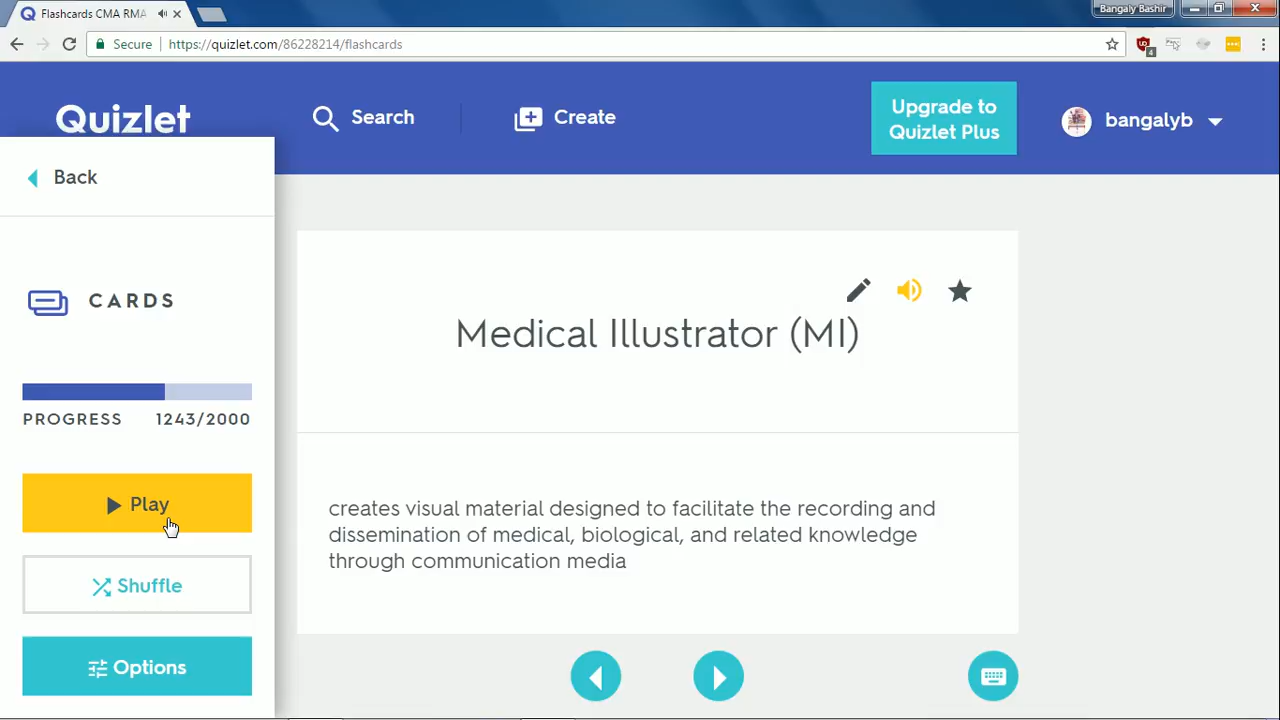 Flashcards CMA RMA
Bangaly Bashir
Secure
https://quizlet.com/86228214/flashcards
4
Quizlet
Search
Create
Upgrade to
Quizlet Plus
bangalyb
Back
CARDS
PROGRESS 1243/2000
Play
Shuffle
Options
Medical Illustrator (MI)
creates visual material designed to facilitate the recording and
dissemination of medical, biological, and related knowledge
through communication media